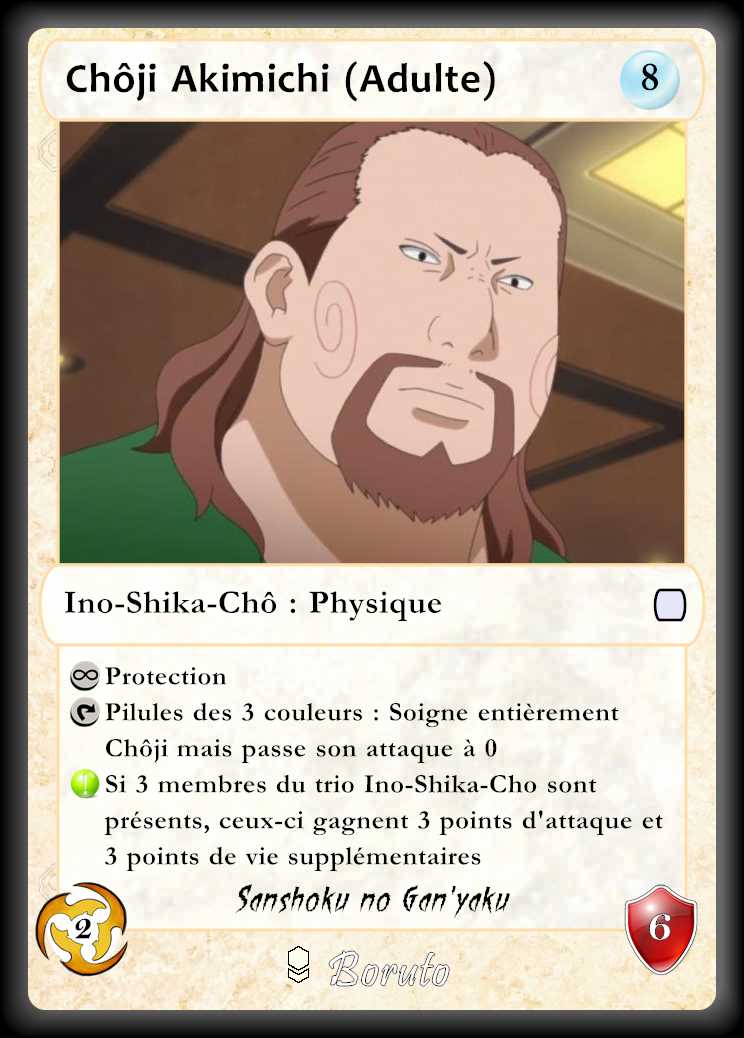 Chôji Akimichi (Adulte)
8
Ino-Shika-Chô : Physique
Protection
Pilules des 3 couleurs : Soigne entièrement
Chôji mais passe son attaque à 0
Si 3 membres du trio Ino-Shika-Cho sont
présents, ceux-ci gagnent 3 points d'attaque et
3 points de vie supplémentaires
Sanshoku no Gan'yaku
2
6
Boruto